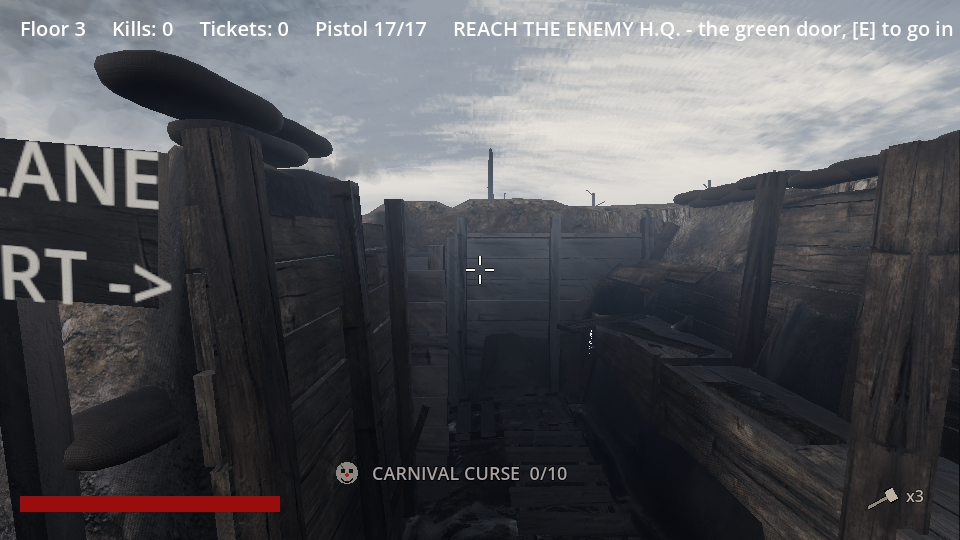 Floor 3 Kills: 0 Tickets: 0 Pistol 17/17 REACH THE ENEMY H.Q. - the green door, [E] to go in
LANE
RT ->
CARNIVAL CURSE 0/10
x3